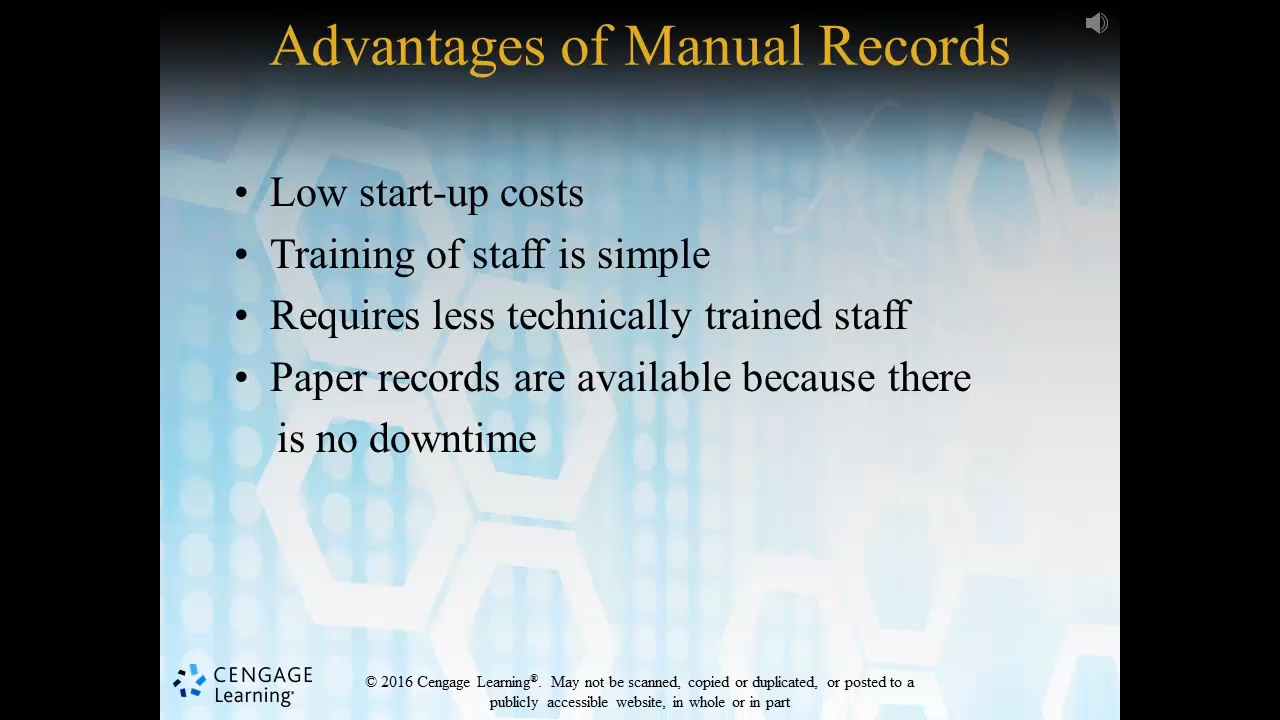 Advantages of Manual Records
• Low start-up costs
• Training of staff is simple
• Requires less technically trained staff
• Paper records are available because there
is no downtime
CENGAGE
Learning®
© 2016 Cengage Learning®. May not be scanned, copied or duplicated, or posted to a
publicly accessible website, in whole or in part